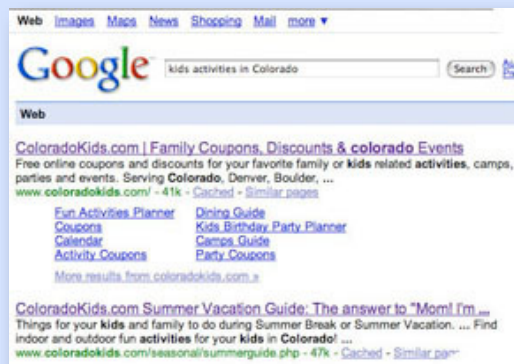 Web Images Maps News Shopping Mail more ▼
Google kids activities in Colorado Search
Web
ColoradoKids.com | Family Coupons, Discounts & colorado Events
Free online coupons and discounts for your favorite family or kids related activities, camps,
parties and events. Serving Colorado, Denver, Boulder, ...
www.coloradokids.com/ - 41k - Cached - Similar pages
Fun Activities Planner Dining Guide
Coupons Kids Birthday Party Planner
Calendar Camps Guide
Activity Coupons Party Coupons
More results from coloradokids.com »
ColoradoKids.com Summer Vacation Guide: The answer to "Mom! I'm ...
Things for your kids and family to do during Summer Break or Summer Vacation. ... Find
indoor and outdoor fun activities for your kids in Colorado! ...
www.coloradokids.com/seasonal/summerguide.php - 47k - Cached - Similar